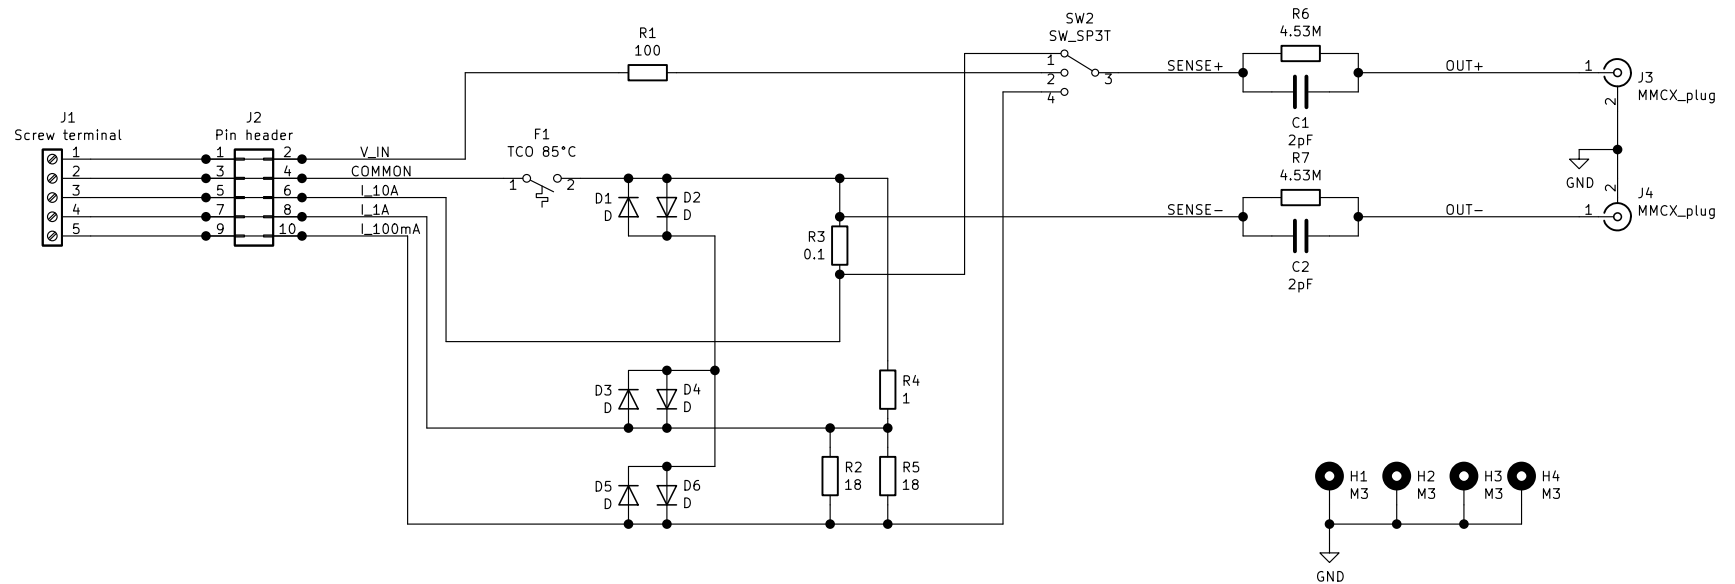 R1
100
SW2
SW_SP3T
1
2
4
3
SENSE+
R6
4.53M
C1
2pF
OUT+
1
2
J3
MMCX_plug
J1
Screw terminal
1
2
3
4
5
J2
Pin header
1 2
3 4
5 6
7 8
9 10
V_IN
COMMON
I_10A
I_1A
I_100mA
F1
TCO 85°C
1 2
D1
D
D2
D
R3
0.1
SENSE-
R7
4.53M
C2
2pF
OUT-
GND
1
2
J4
MMCX_plug
D3
D
D4
D
R4
1
D5
D
D6
D
R2
18
R5
18
H1
M3
H2
M3
H3
M3
H4
M3
GND